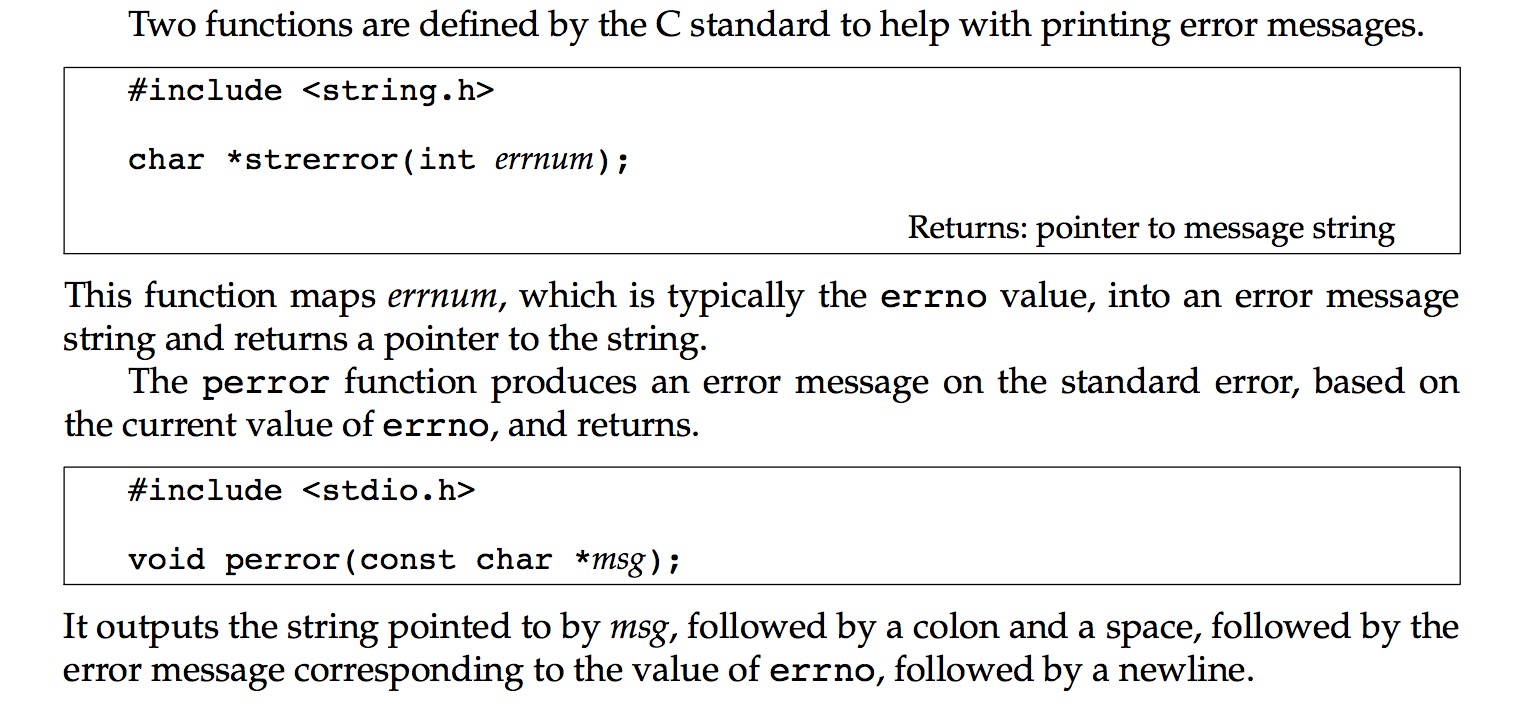 Two functions are defined by the C standard to help with printing error messages.
#include <string.h>
char *strerror(int errnum);
Returns: pointer to message string
This function maps errnum, which is typically the errno value, into an error message
string and returns a pointer to the string.
The perror function produces an error message on the standard error, based on
the current value of errno, and returns.
#include <stdio.h>
void perror(const char *msg);
It outputs the string pointed to by msg, followed by a colon and a space, followed by the
error message corresponding to the value of errno, followed by a newline.